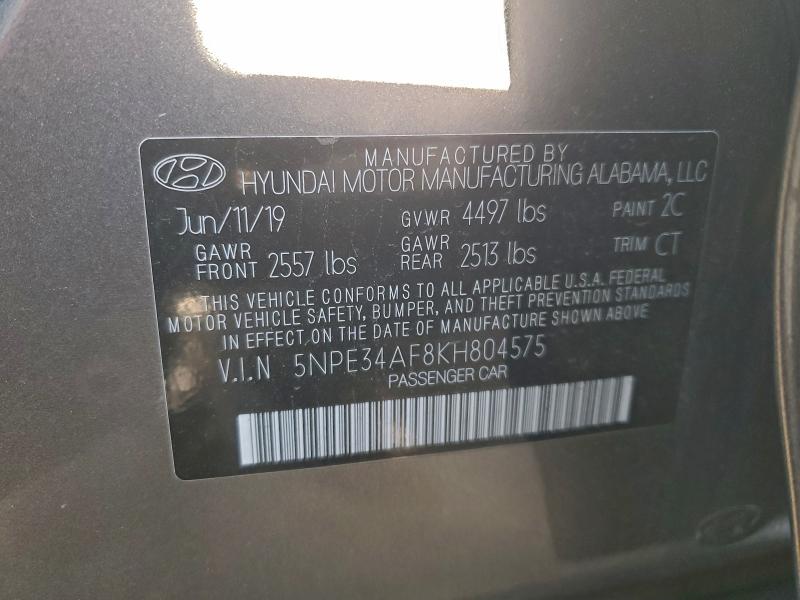 MANUFACTURED BY
HYUNDAI MOTOR MANUFACTURING ALABAMA, LLC
Jun/11/19 GVWR 4497 lbs PAINT 2C
GAWR FRONT 2557 lbs GAWR REAR 2513 lbs TRIM CT
THIS VEHICLE CONFORMS TO ALL APPLICABLE U.S.A. FEDERAL
MOTOR VEHICLE SAFETY, BUMPER, AND THEFT PREVENTION STANDARDS
IN EFFECT ON THE DATE OF MANUFACTURE SHOWN ABOVE
V.I.N 5NPE34AF8KH804575
PASSENGER CAR